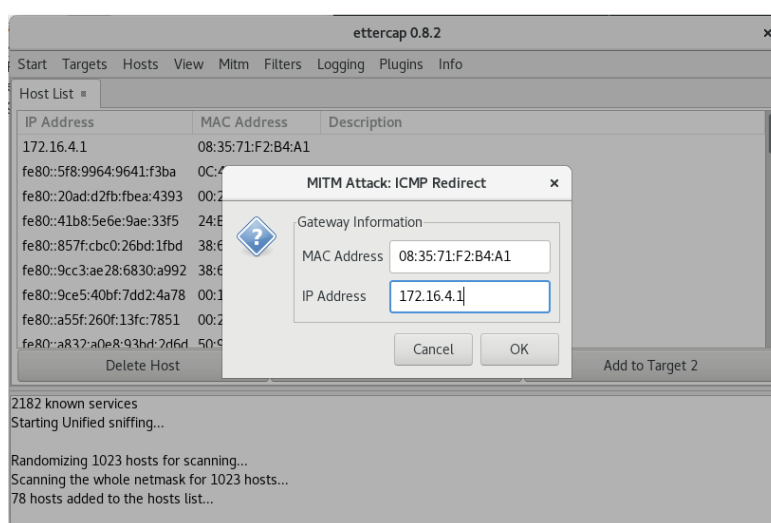 ettercap 0.8.2
Start Targets Hosts View Mitm Filters Logging Plugins Info
Host List
IP Address MAC Address Description
172.16.4.1 08:35:71:F2:B4:A1
fe80::5f8:9964:9641:f3ba
fe80::20ad:d2fb:fbea:4393
fe80::41b8:5e6e:9ae:33f5
fe80::857f:cbc0:26bd:1fbd
fe80::9cc3:ae28:6830:a992
fe80::9ce5:40bf:7dd2:4a78
fe80::a55f:260f:13fc:7851
fe80::a832:a0e8:93bd:2d6d
MITM Attack: ICMP Redirect
Gateway Information
MAC Address 08:35:71:F2:B4:A1
IP Address 172.16.4.1
Cancel OK
Delete Host Add to Target 2
2182 known services
Starting Unified sniffing...
Randomizing 1023 hosts for scanning...
Scanning the whole netmask for 1023 hosts...
78 hosts added to the hosts list...